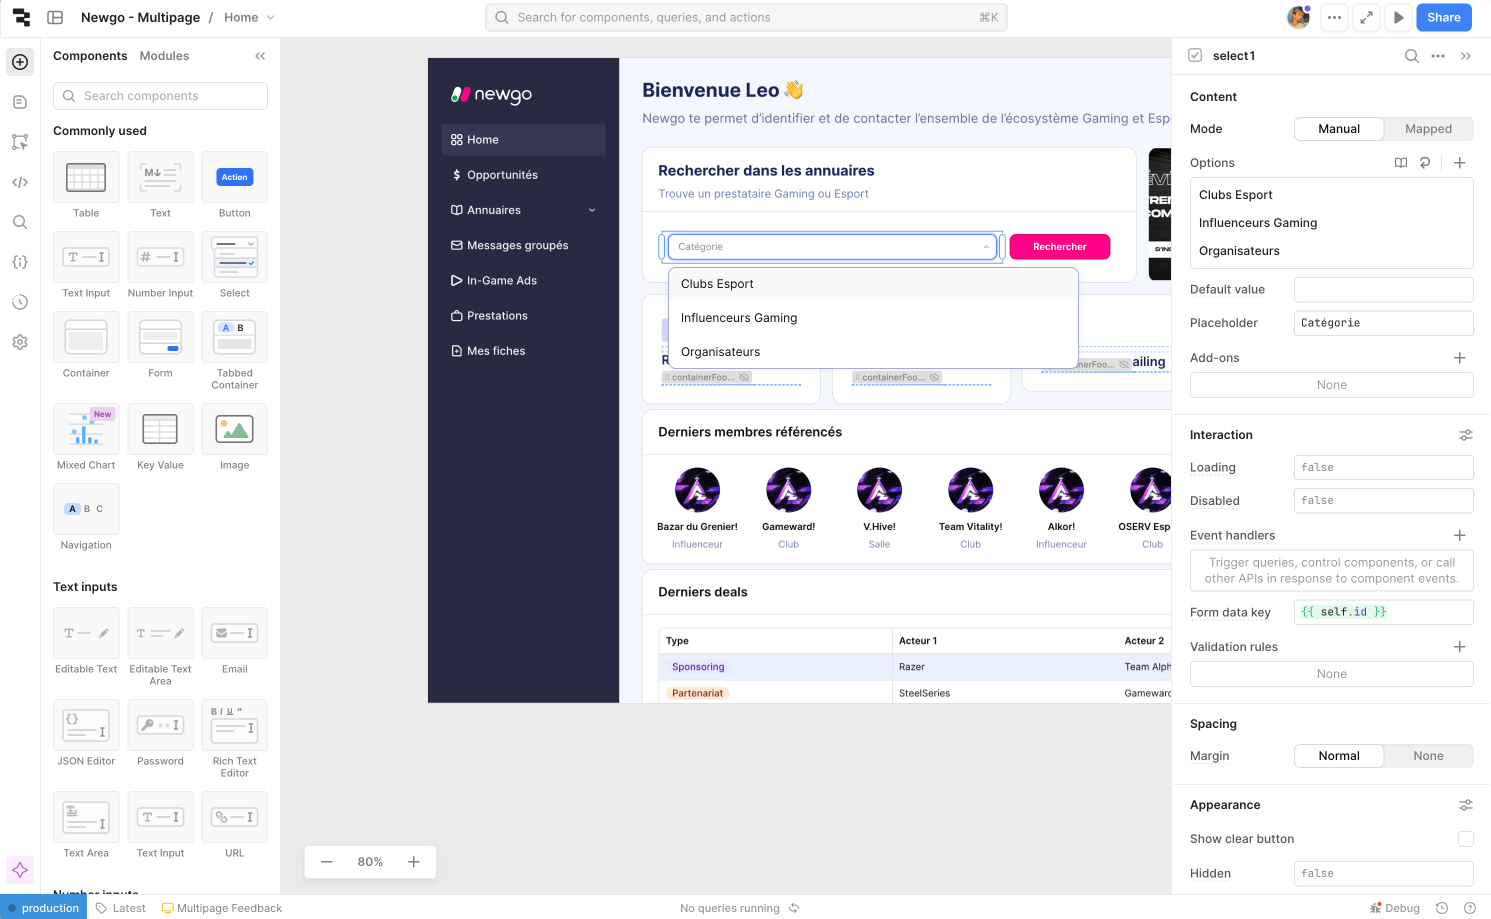 Newgo - Multipage / Home
Search for components, queries, and actions ⌘K
Share
Components Modules
Search components
Commonly used
Table Text Button
Action
Text Input Number Input Select
Container Form Tabbed Container
A B
New
Mixed Chart Key Value Image
A B C
Navigation
Text inputs
Editable Text Editable Text Area Email
JSON Editor Password Rich Text Editor
Text Area Text Input URL
Number inputs
newgo
Home
Opportunités
Annuaires
Messages groupés
In-Game Ads
Prestations
Mes fiches
Bienvenue Leo 👋
Newgo te permet d’identifier et de contacter l’ensemble de l’écosystème Gaming et Esp
Rechercher dans les annuaires
Trouve un prestataire Gaming ou Esport
Catégorie
Rechercher
Clubs Esport
Influenceurs Gaming
Organisateurs
containerFoo... containerFoo... nerFoo... ailing
Derniers membres référencés
Bazar du Grenier! Gameward! V.Hive! Team Vitality! Alkor! OSERV Esp
Influenceur Club Salle Club Influenceur Club
Derniers deals
Type Acteur 1 Acteur 2
Sponsoring Razer Team Alph
Partenariat SteelSeries Gameward
80%
select1
Content
Mode Manual Mapped
Options
Clubs Esport
Influenceurs Gaming
Organisateurs
Default value
Placeholder Catégorie
Add-ons
None
Interaction
Loading false
Disabled false
Event handlers
Trigger queries, control components, or call
other APIs in response to component events.
Form data key {{ self.id }}
Validation rules
None
Spacing
Margin Normal None
Appearance
Show clear button
Hidden false
production Latest Multipage Feedback No queries running Debug